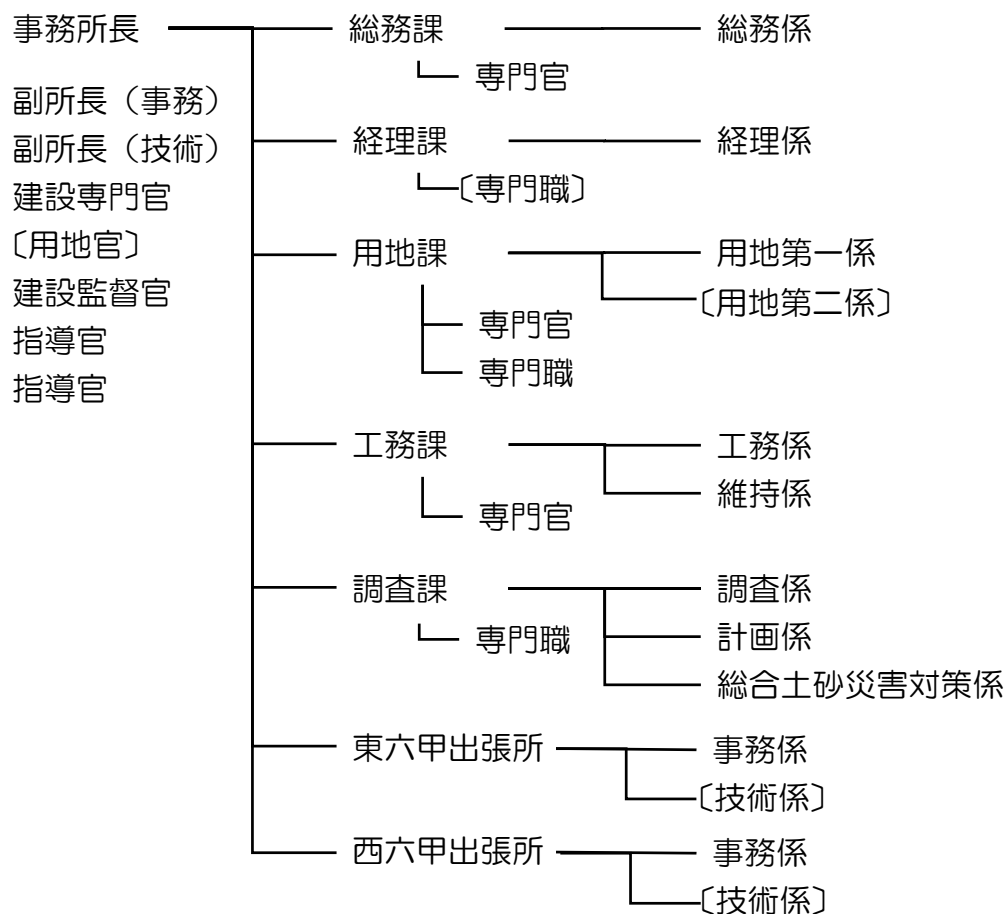 事務所長 総務課 総務係
専門官
副所長（事務）
副所長（技術） 経理課 経理係
建設専門官 〔専門職〕
〔用地官〕 用地課 用地第一係
建設監督官 〔用地第二係〕
指導官 専門官
指導官 専門職
工務課 工務係
維持係
専門官
調査課 調査係
専門職 計画係
総合土砂災害対策係
東六甲出張所 事務係
〔技術係〕
西六甲出張所 事務係
〔技術係〕